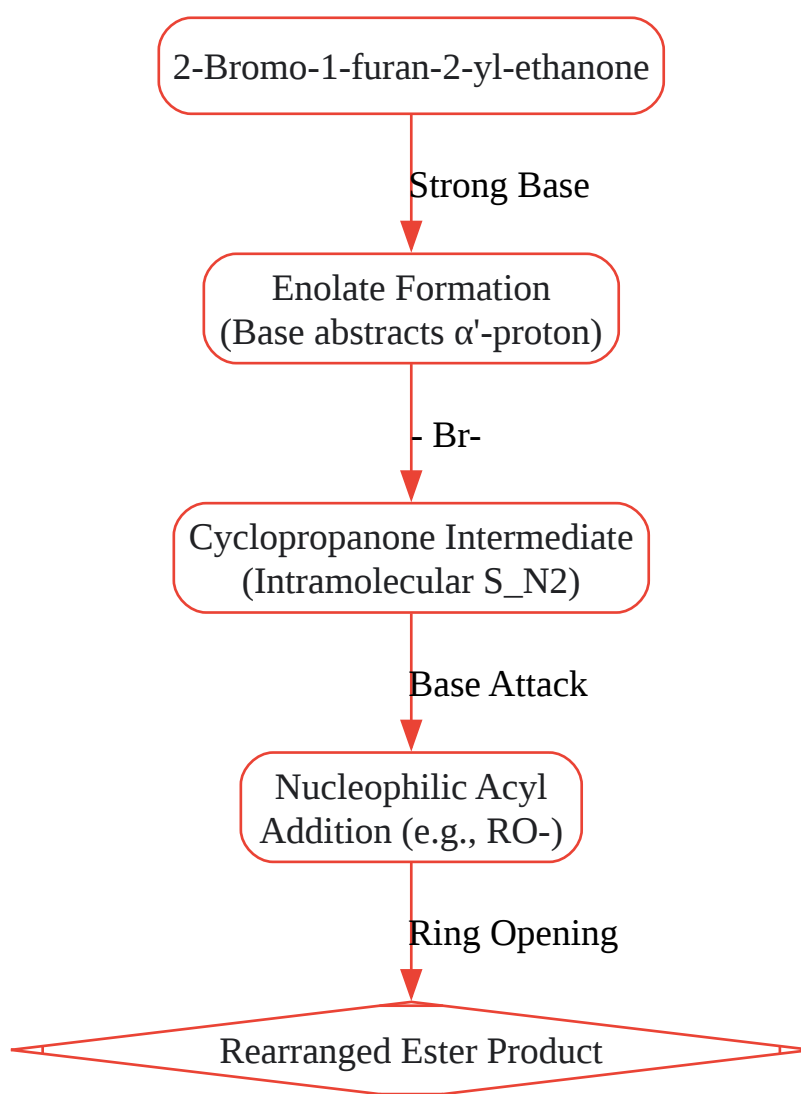 2-Bromo-1-furan-2-yl-ethanone
Strong Base
Enolate Formation
(Base abstracts α'-proton)
- Br-
Cyclopropanone Intermediate
(Intramolecular S_N2)
Base Attack
Nucleophilic Acyl
Addition (e.g., RO-)
Ring Opening
Rearranged Ester Product